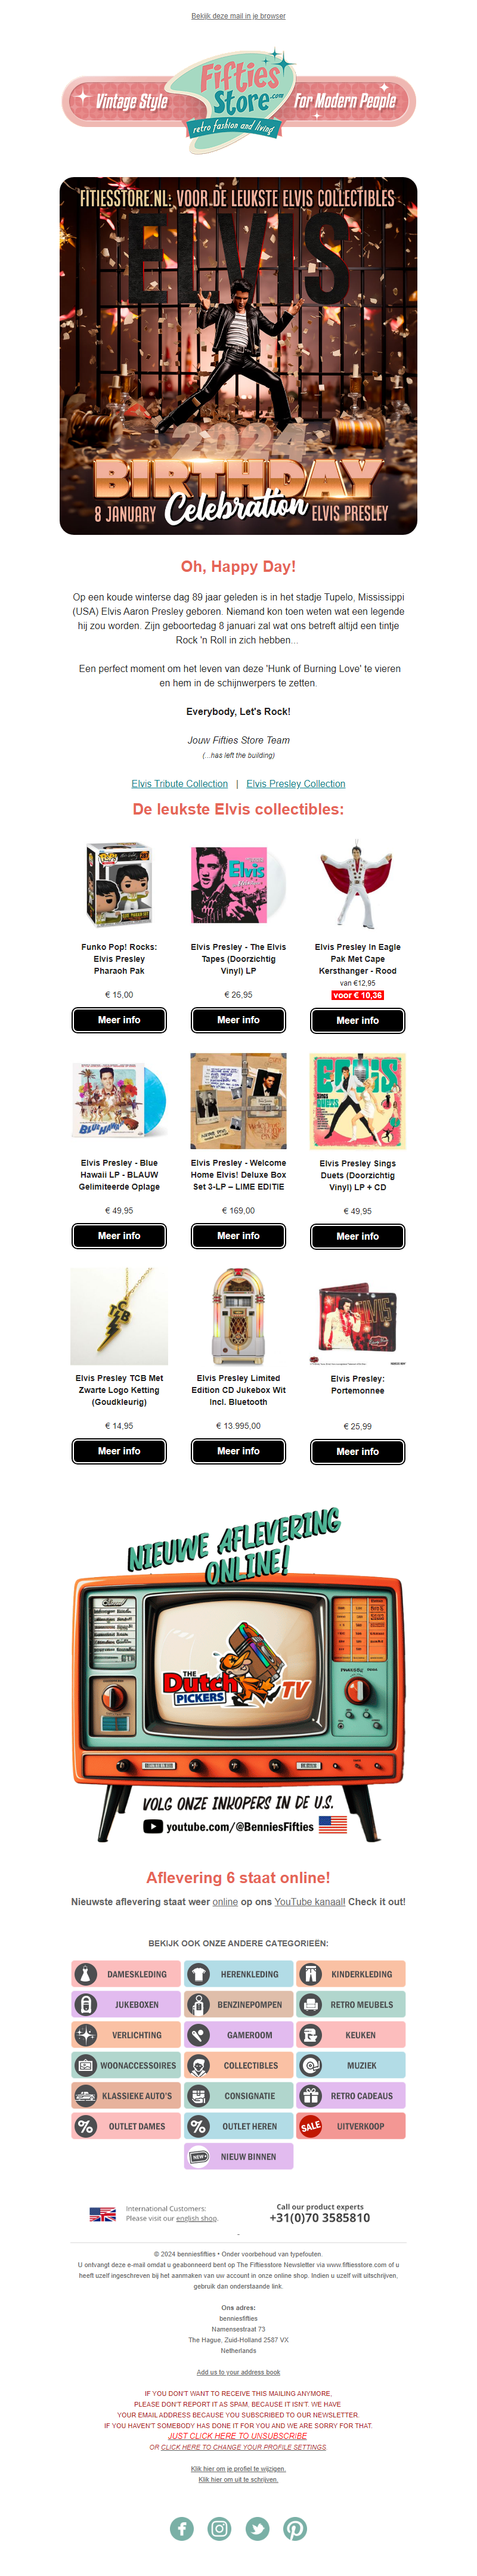 Bekijk deze mail in je browser
Vintage Style
Fifties
Store.com
retro fashion and living
For Modern People
FITIESSTORE.NL: VOOR DE LEUKSTE ELVIS COLLECTIBLES
ELVIS
2024
BIRTHDAY
8 JANUARY Celebration ELVIS PRESLEY
Oh, Happy Day!
Op een koude winterse dag 89 jaar geleden is in het stadje Tupelo, Mississippi
(USA) Elvis Aaron Presley geboren. Niemand kon toen weten wat een legende
hij zou worden. Zijn geboortedag 8 januari zal wat ons betreft altijd een tintje
Rock 'n Roll in zich hebben...
Een perfect moment om het leven van deze 'Hunk of Burning Love' te vieren
en hem in de schijnwerpers te zetten.
Everybody, Let's Rock!
Jouw Fifties Store Team
(...has left the building)
Elvis Tribute Collection | Elvis Presley Collection
De leukste Elvis collectibles:
Funko Pop! Rocks:
Elvis Presley
Pharaoh Pak
€ 15,00
Meer info
Elvis Presley - The Elvis
Tapes (Doorzichtig
Vinyl) LP
€ 26,95
Meer info
Elvis Presley In Eagle
Pak Met Cape
Kersthanger - Rood
van €12,95
voor € 10,36
Meer info
Elvis Presley - Blue
Hawaii LP - BLAUW
Gelimiteerde Oplage
€ 49,95
Meer info
Elvis Presley - Welcome
Home Elvis! Deluxe Box
Set 3-LP – LIME EDITIE
€ 169,00
Meer info
Elvis Presley Sings
Duets (Doorzichtig
Vinyl) LP + CD
€ 49,95
Meer info
Elvis Presley TCB Met
Zwarte Logo Ketting
(Goudkleurig)
€ 14,95
Meer info
Elvis Presley Limited
Edition CD Jukebox Wit
Incl. Bluetooth
€ 13.995,00
Meer info
Elvis Presley:
Portemonnee
€ 25,99
Meer info
NIEUWE AFLEVERING
ONLINE!
THE
Dutch
PICKERS
TV
VOLG ONZE INKOPERS IN DE U.S.
youtube.com/@BenniesFifties
Aflevering 6 staat online!
Nieuwste aflevering staat weer online op ons YouTube kanaal! Check it out!
BEKIJK OOK ONZE ANDERE CATEGORIEËN:
DAMESKLEDING
HERENKLEDING
KINDERKLEDING
JUKEBOXEN
BENZINEPOMPEN
RETRO MEUBELS
VERLICHTING
GAMEROOM
KEUKEN
WOONACCESSOIRES
COLLECTIBLES
MUZIEK
KLASSIEKE AUTO'S
CONSIGNATIE
RETRO CADEAUS
OUTLET DAMES
OUTLET HEREN
SALE
UITVERKOOP
NEW
NIEUW BINNEN
International Customers:
Please visit our english shop.
Call our product experts
+31(0)70 3585810
-
© 2024 benniesfifties • Onder voorbehoud van typefouten.
U ontvangt deze e-mail omdat u geabonneerd bent op The Fiftiesstore Newsletter via www.fiftiesstore.com of u
heeft uzelf ingeschreven bij het aanmaken van uw account in onze online shop. Indien u uzelf wilt uitschrijven,
gebruik dan onderstaande link.
Ons adres:
benniesfifties
Namensestraat 73
The Hague, Zuid-Holland 2587 VX
Netherlands
Add us to your address book
IF YOU DON'T WANT TO RECEIVE THIS MAILING ANYMORE,
PLEASE DON'T REPORT IT AS SPAM, BECAUSE IT ISN'T. WE HAVE
YOUR EMAIL ADDRESS BECAUSE YOU SUBSCRIBED TO OUR NEWSLETTER.
IF YOU HAVEN'T SOMEBODY HAS DONE IT FOR YOU AND WE ARE SORRY FOR THAT.
JUST CLICK HERE TO UNSUBSCRIBE
OR CLICK HERE TO CHANGE YOUR PROFILE SETTINGS
Klik hier om je profiel te wijzigen.
Klik hier om uit te schrijven.